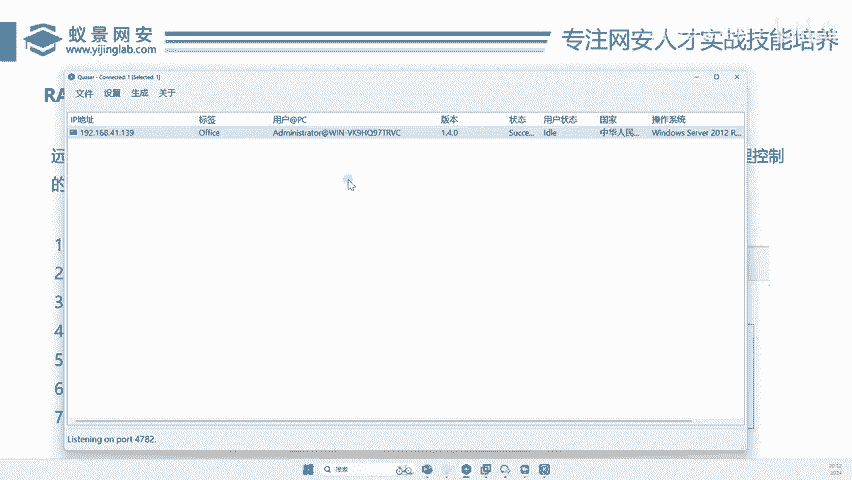 蚁景网安
www.yijinglab.com
专注网安人才实战技能培养
RA
Quasar - Connected: 1 [Selected: 1]
文件 设置 生成 关于
IP地址 标签 用户@PC 版本 状态 用户状态 国家 操作系统
192.168.41.139 Office Administrator@WIN-VK9HQ97TRVC 1.4.0 Succe... Idle 中华人民... Windows Server 2012 R...
远
理控制
的
1
2
3
4
5
6
7
Listening on port 4782.
搜索
20:12
2024